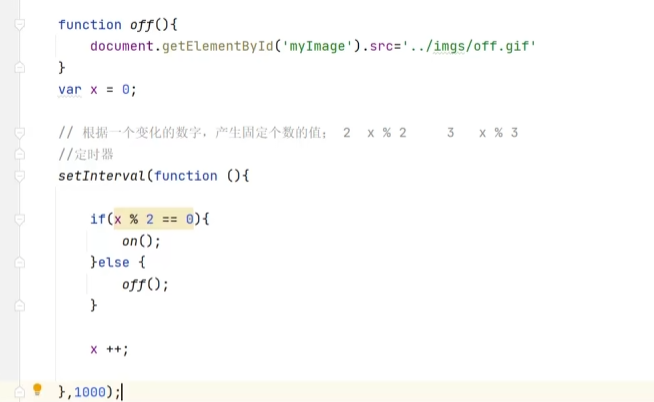 function off(){
document.getElementById('myImage').src='../imgs/off.gif'
}
var x = 0;
// 根据一个变化的数字，产生固定个数的值； 2 x % 2 3 x % 3
//定时器
setInterval(function (){
if(x % 2 == 0){
on();
}else {
off();
}
x ++;
},1000);